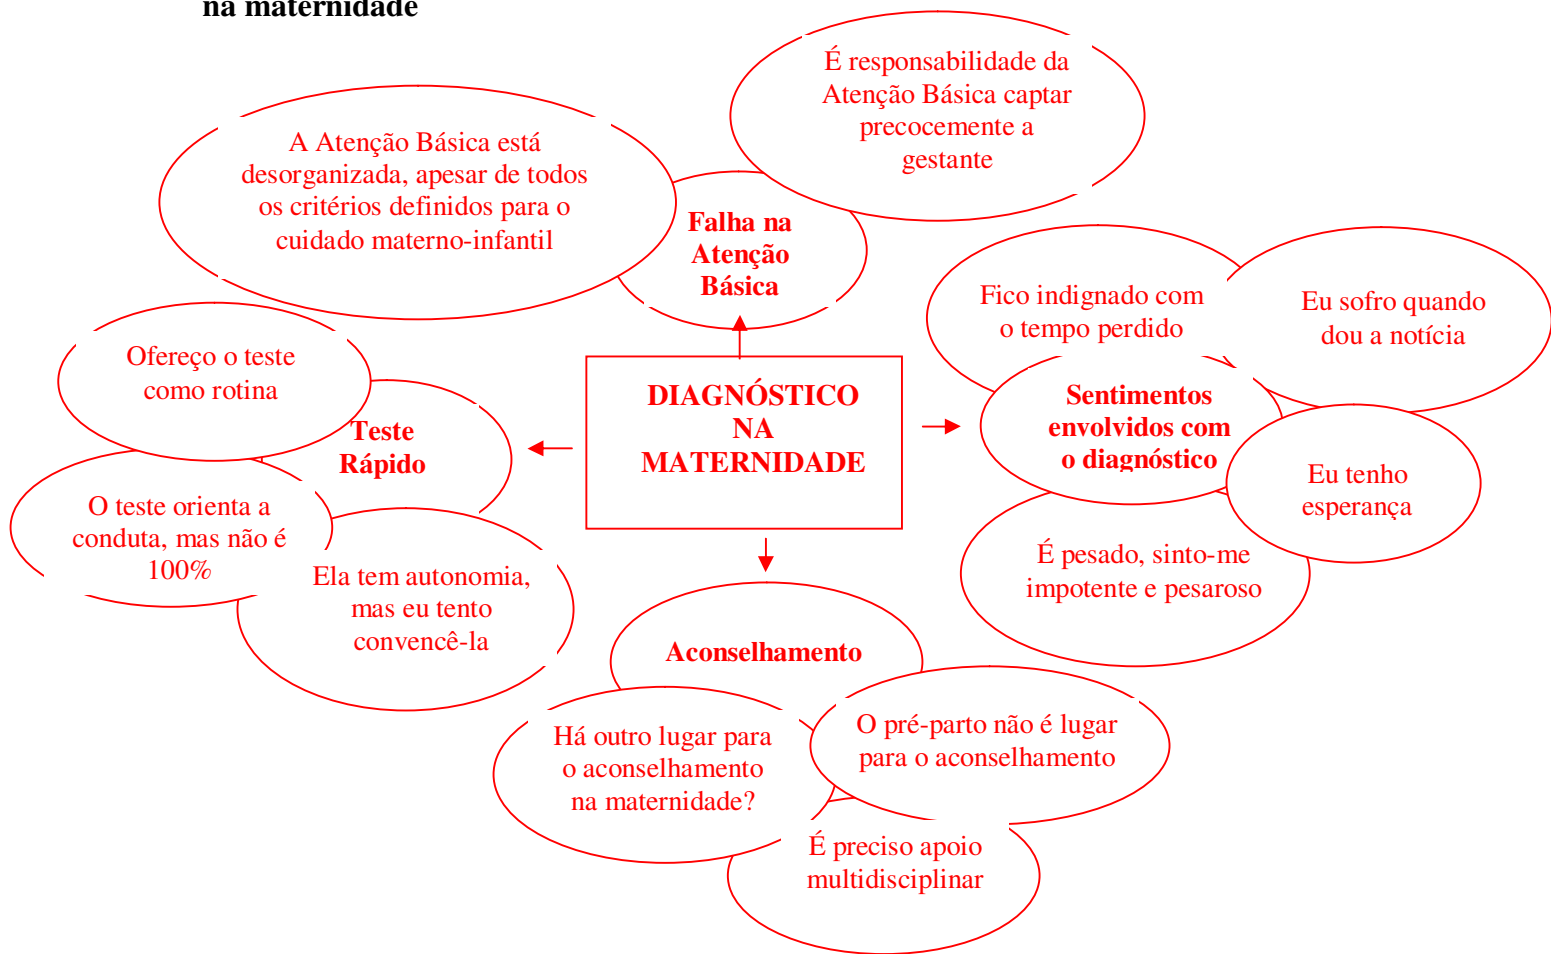 na maternidade
É responsabilidade da
Atenção Básica captar
precocemente a
gestante
A Atenção Básica está
desorganizada, apesar de todos
os critérios definidos para o
cuidado materno-infantil
Falha na
Atenção
Básica
Fico indignado com
o tempo perdido
Eu sofro quando
dou a notícia
Ofereço o teste
como rotina
Teste
Rápido
DIAGNÓSTICO
NA
MATERNIDADE
Sentimentos
envolvidos com
o diagnóstico
Eu tenho
esperança
O teste orienta a
conduta, mas não é
100%
Ela tem autonomia,
mas eu tento
convencê-la
É pesado, sinto-me
impotente e pesaroso
Aconselhamento
Há outro lugar para
o aconselhamento
na maternidade?
O pré-parto não é lugar
para o aconselhamento
É preciso apoio
multidisciplinar